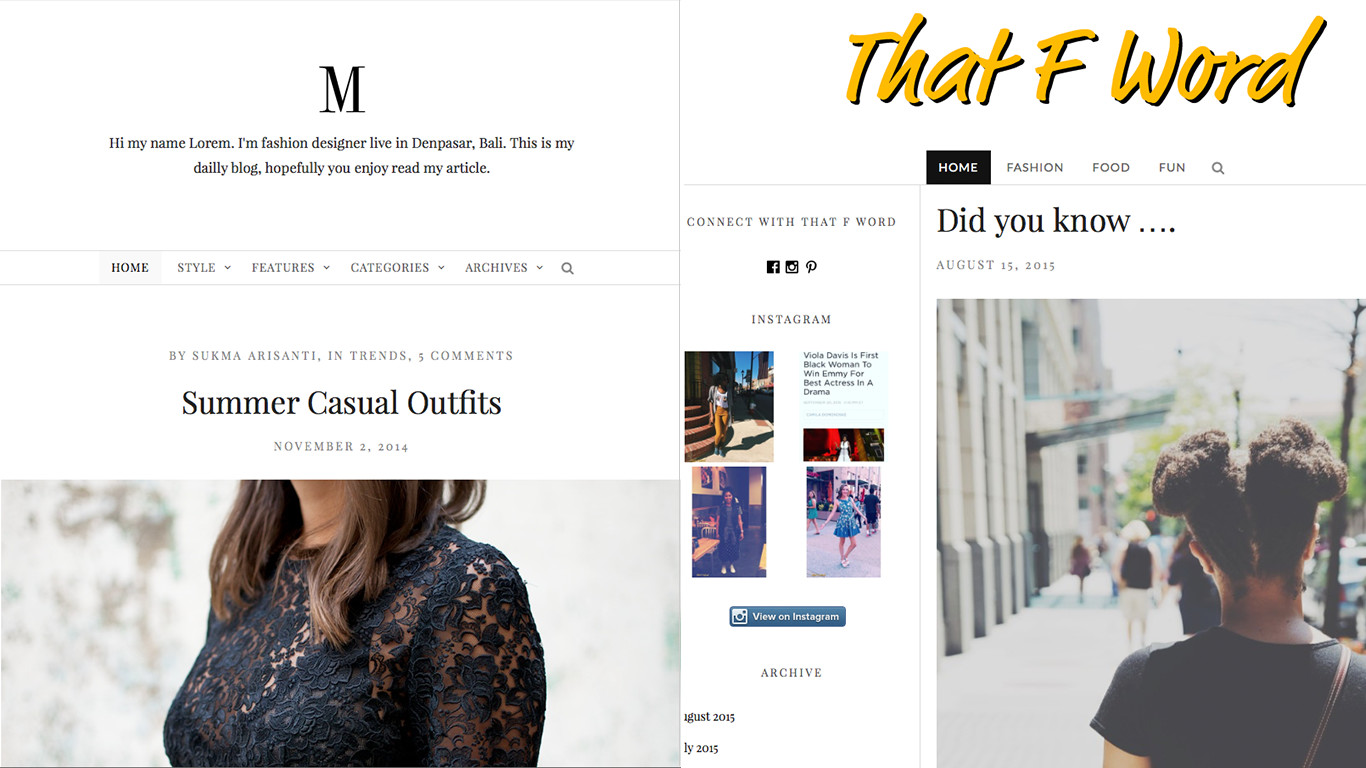 M
Hi my name Lorem. I'm fashion designer live in Denpasar, Bali. This is my
dailly blog, hopefully you enjoy read my article.
HOME STYLE FEATURES CATEGORIES ARCHIVES
BY SUKMA ARISANTI, IN TRENDS, 5 COMMENTS
Summer Casual Outfits
NOVEMBER 2, 2014
That F Word
HOME FASHION FOOD FUN
CONNECT WITH THAT F WORD
INSTAGRAM
Viola Davis Is First
Black Woman To
Win Emmy For
Best Actress In A
Drama
View on Instagram
ARCHIVE
ugust 2015
ly 2015
Did you know ....
AUGUST 15, 2015